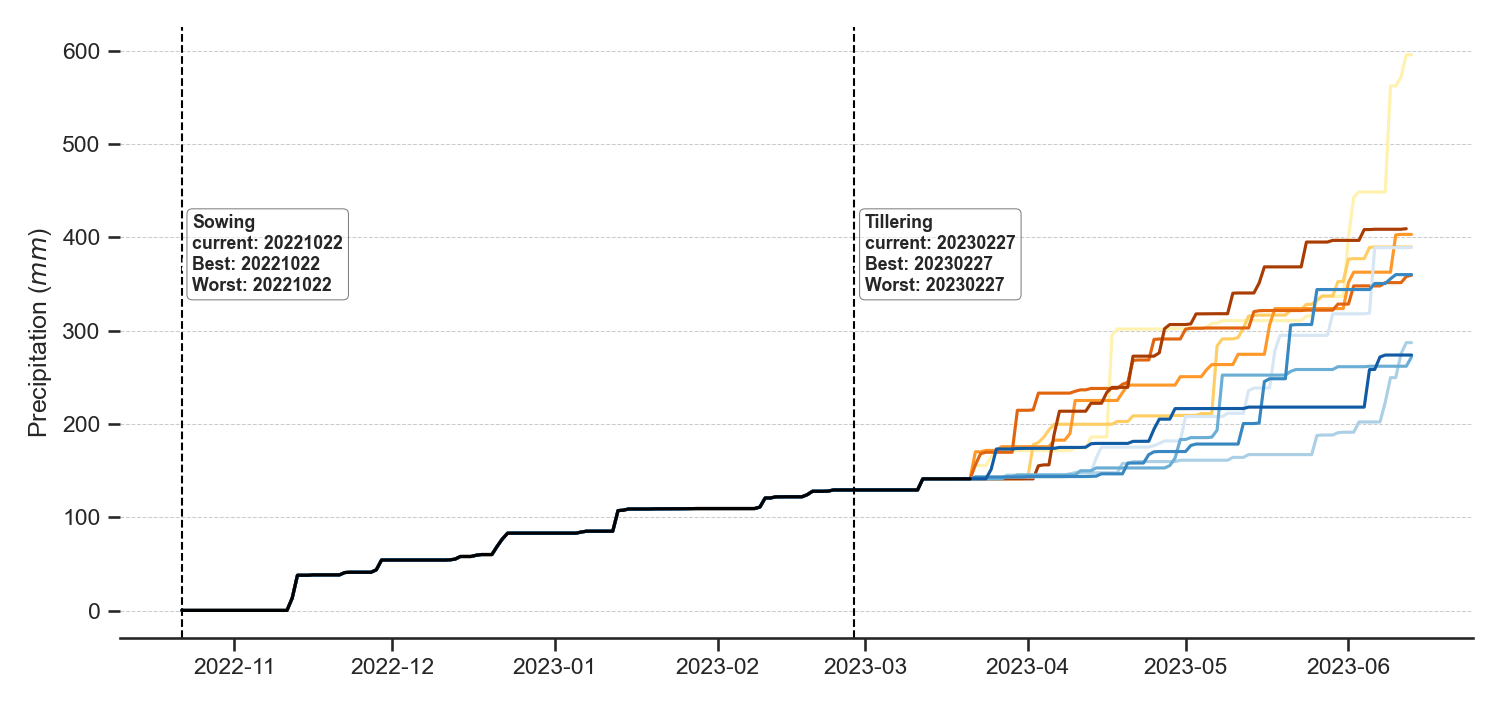 600
500
400
300
200
100
0
Precipitation (mm)
Sowing
current: 20221022
Best: 20221022
Worst: 20221022
Tillering
current: 20230227
Best: 20230227
Worst: 20230227
2022-11
2022-12
2023-01
2023-02
2023-03
2023-04
2023-05
2023-06